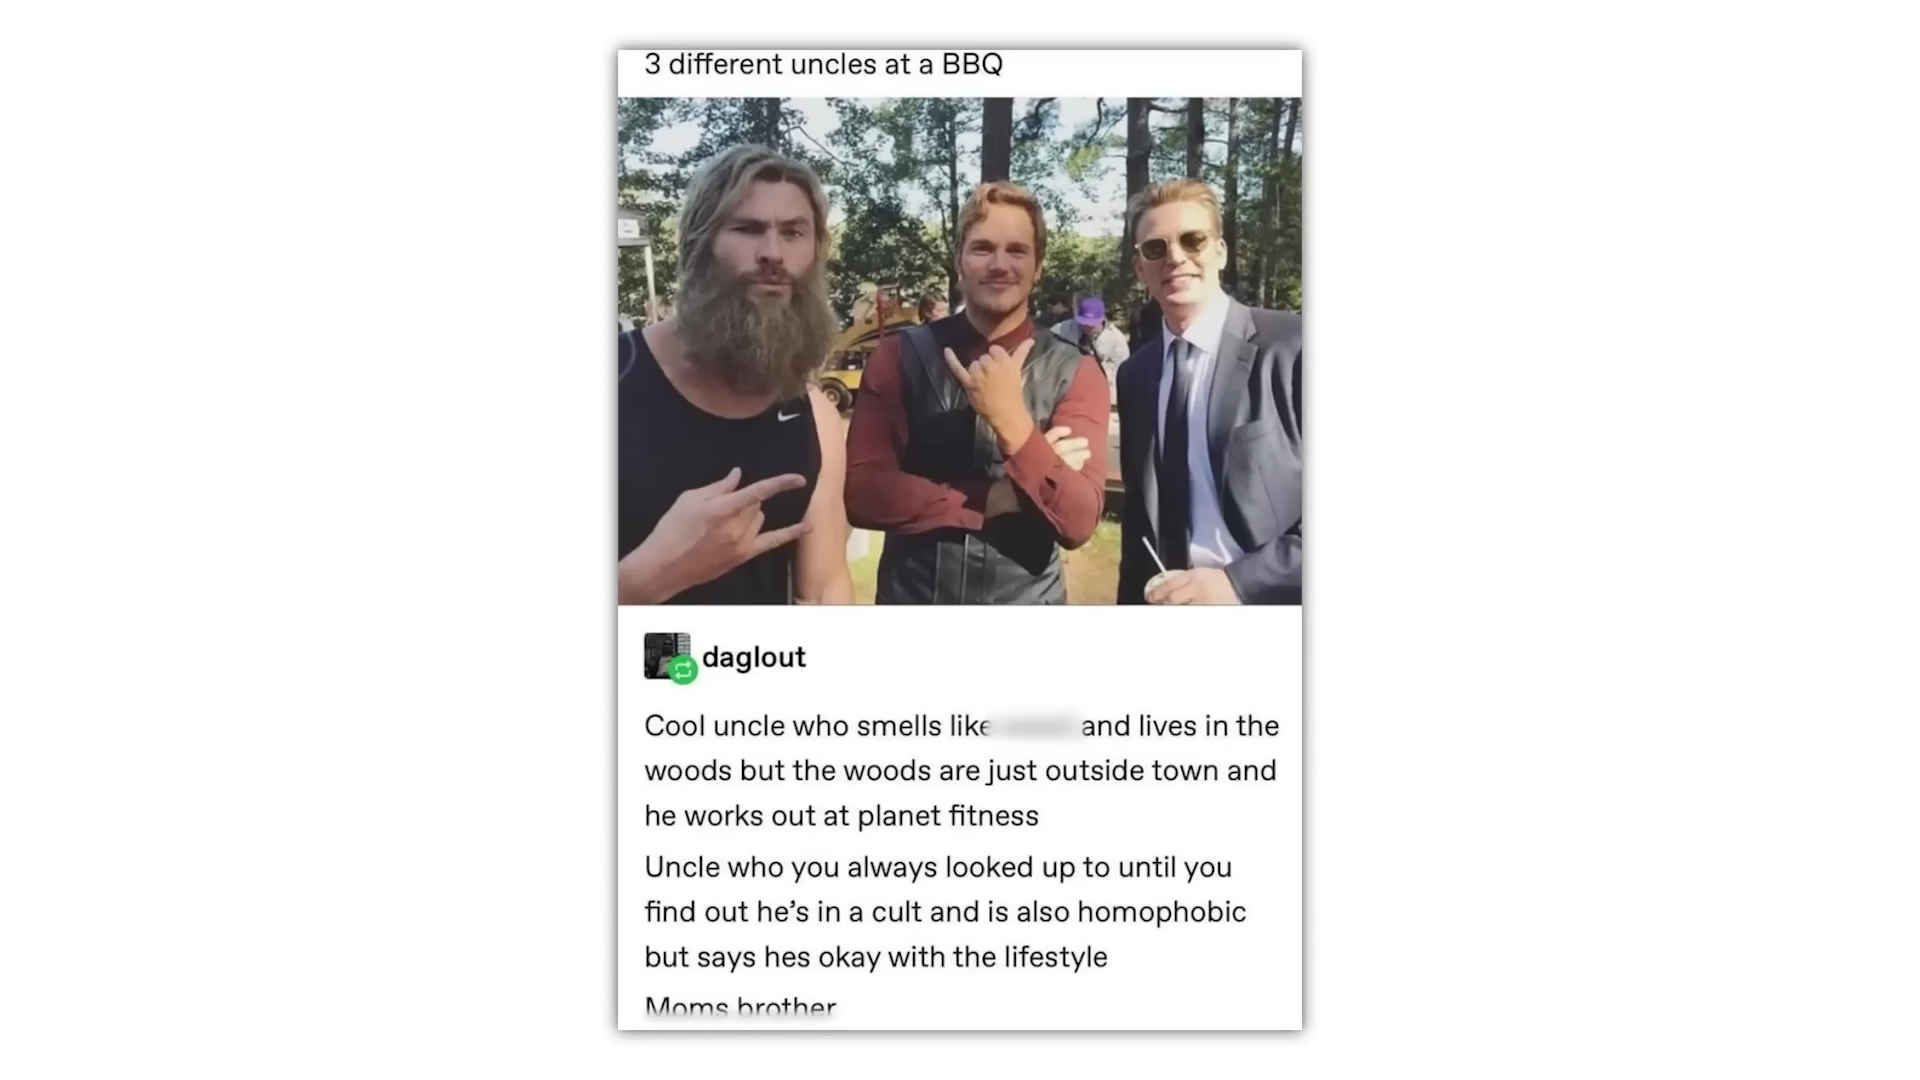 3 different uncles at a BBQ
daglout
Cool uncle who smells like and lives in the
woods but the woods are just outside town and
he works out at planet fitness
Uncle who you always looked up to until you
find out he’s in a cult and is also homophobic
but says hes okay with the lifestyle
Moms brother